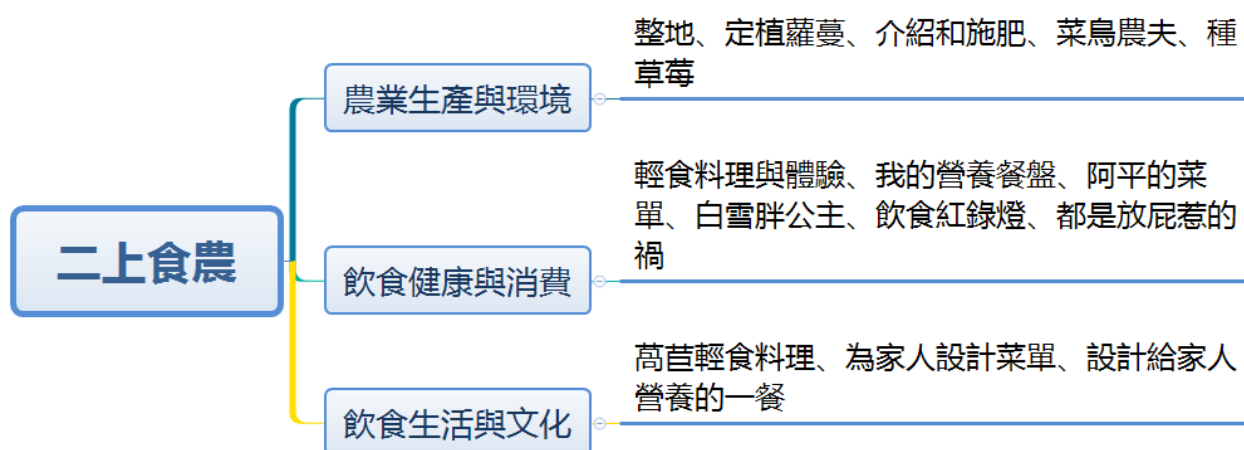 整地、定植蘿蔓、介紹和施肥、菜鳥農夫、種
草莓
農業生產與環境
輕食料理與體驗、我的營養餐盤、阿平的菜
單、白雪胖公主、飲食紅綠燈、都是放屁惹的
禍
二上食農
飲食健康與消費
萵苣輕食料理、為家人設計菜單、設計給家人
營養的一餐
飲食生活與文化